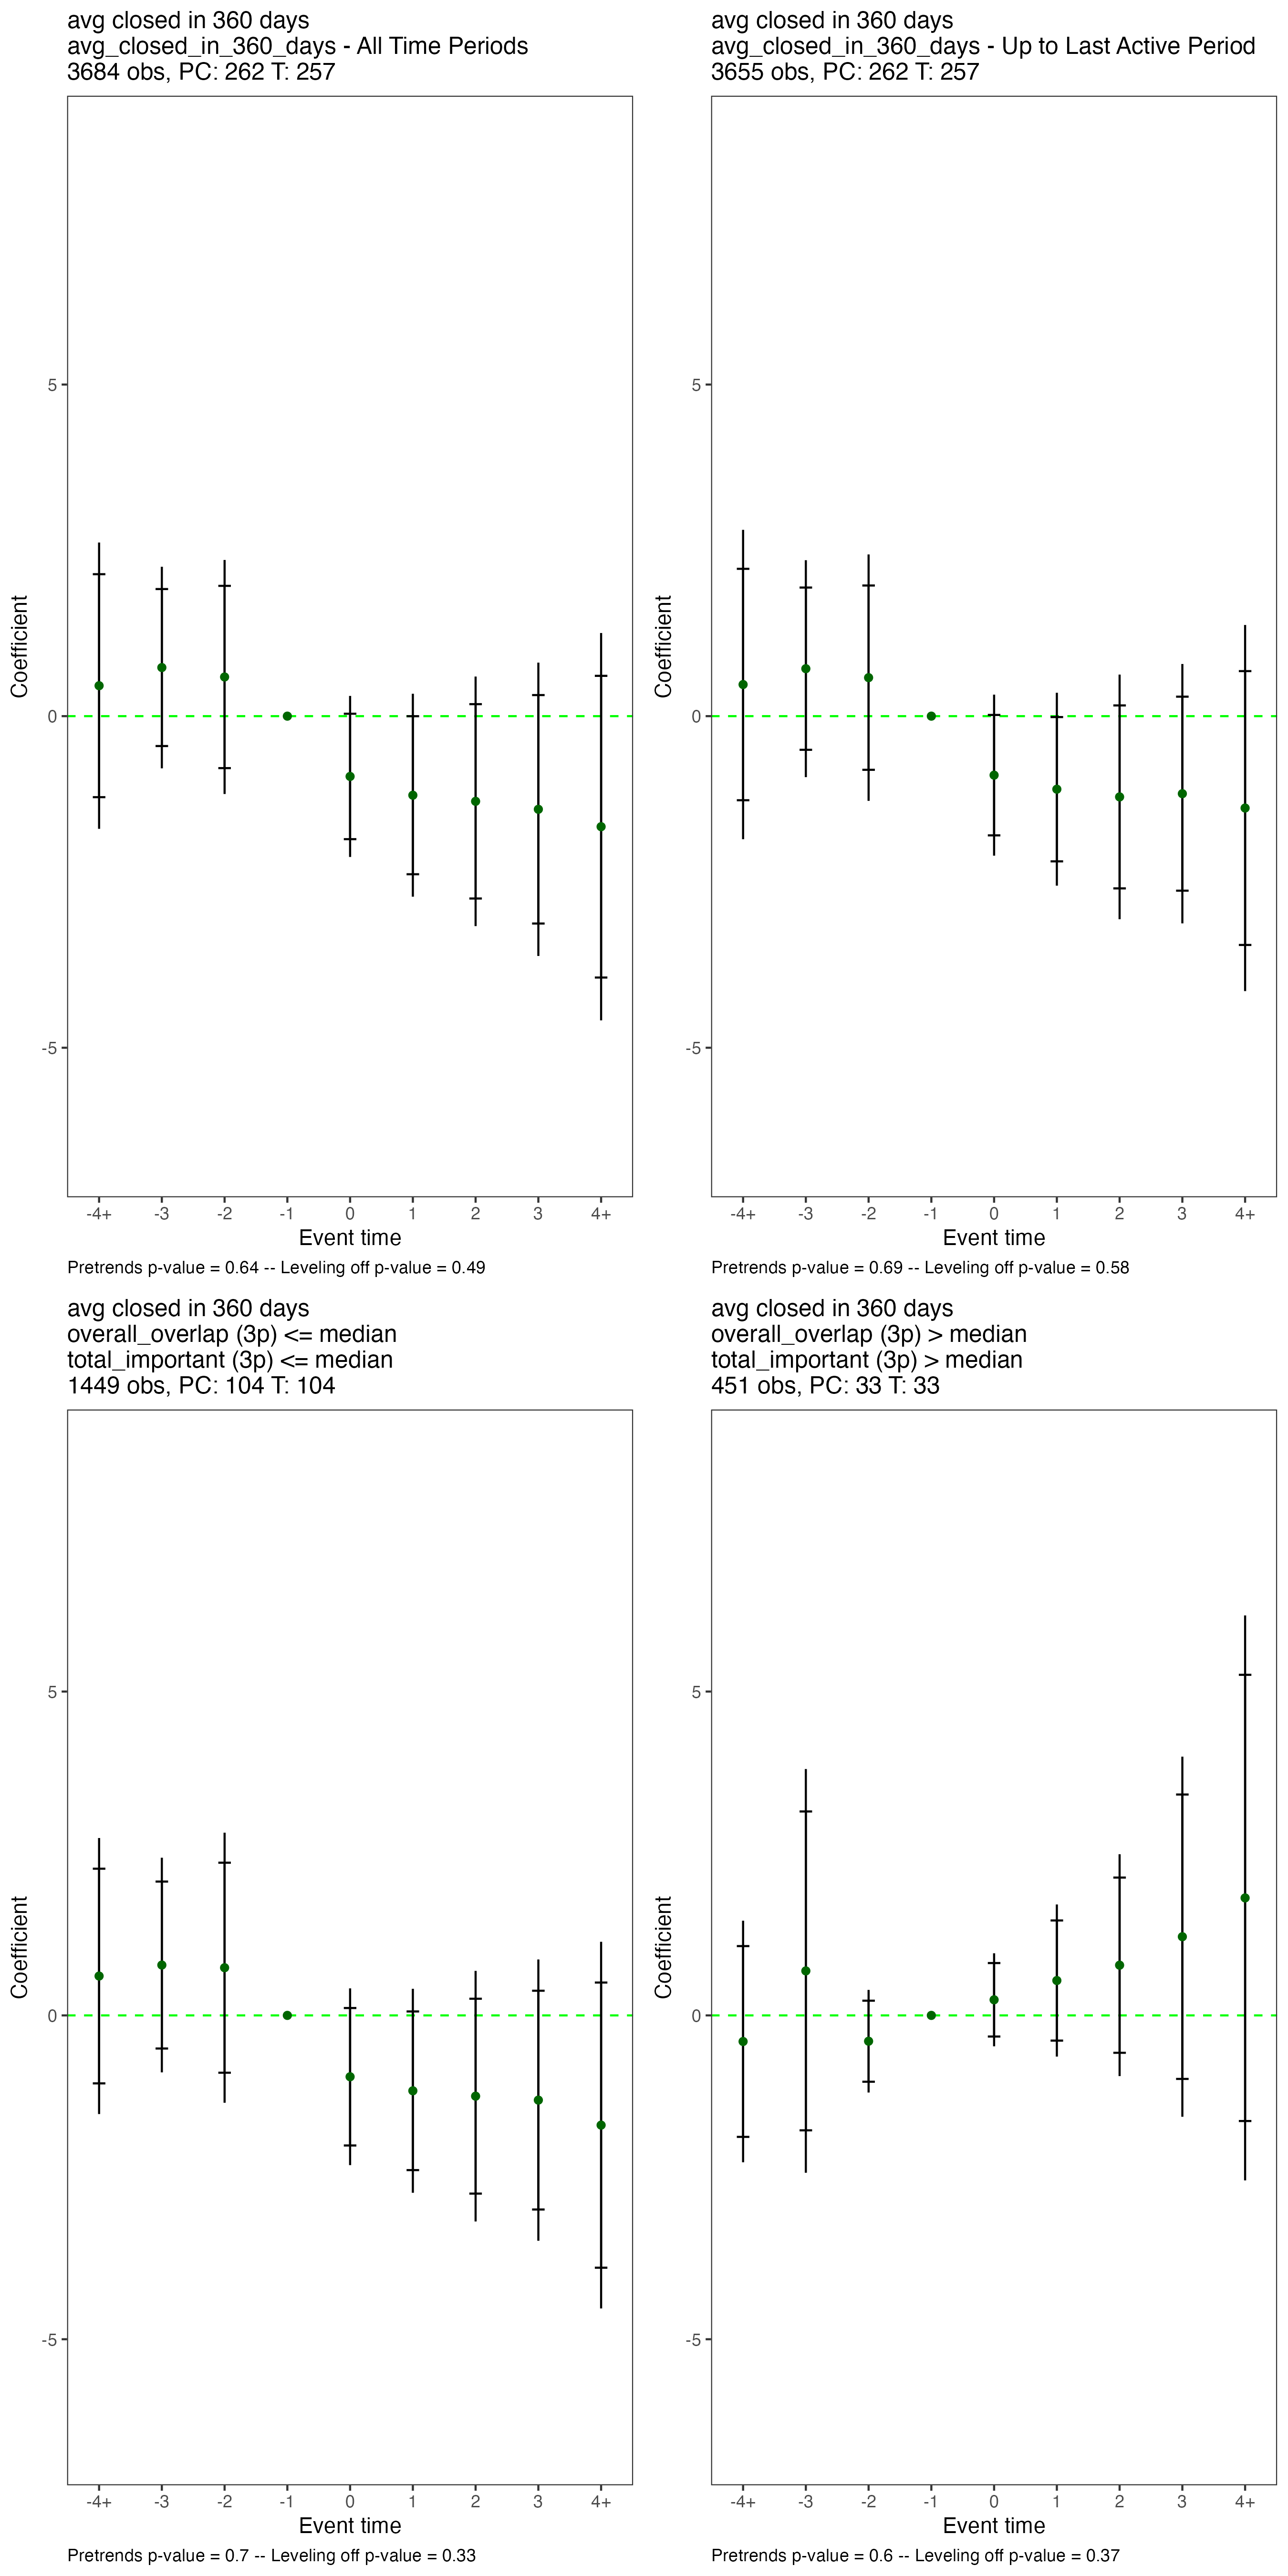 avg closed in 360 days
avg_closed_in_360_days - All Time Periods
3684 obs, PC: 262 T: 257
5
0
-5
Coefficient
-4+ -3 -2 -1 0 1 2 3 4+
Event time
Pretrends p-value = 0.64 -- Leveling off p-value = 0.49
avg closed in 360 days
avg_closed_in_360_days - Up to Last Active Period
3655 obs, PC: 262 T: 257
5
0
-5
Coefficient
-4+ -3 -2 -1 0 1 2 3 4+
Event time
Pretrends p-value = 0.69 -- Leveling off p-value = 0.58
avg closed in 360 days
overall_overlap (3p) <= median
total_important (3p) <= median
1449 obs, PC: 104 T: 104
5
0
-5
Coefficient
-4+ -3 -2 -1 0 1 2 3 4+
Event time
Pretrends p-value = 0.7 -- Leveling off p-value = 0.33
avg closed in 360 days
overall_overlap (3p) > median
total_important (3p) > median
451 obs, PC: 33 T: 33
5
0
-5
Coefficient
-4+ -3 -2 -1 0 1 2 3 4+
Event time
Pretrends p-value = 0.6 -- Leveling off p-value = 0.37